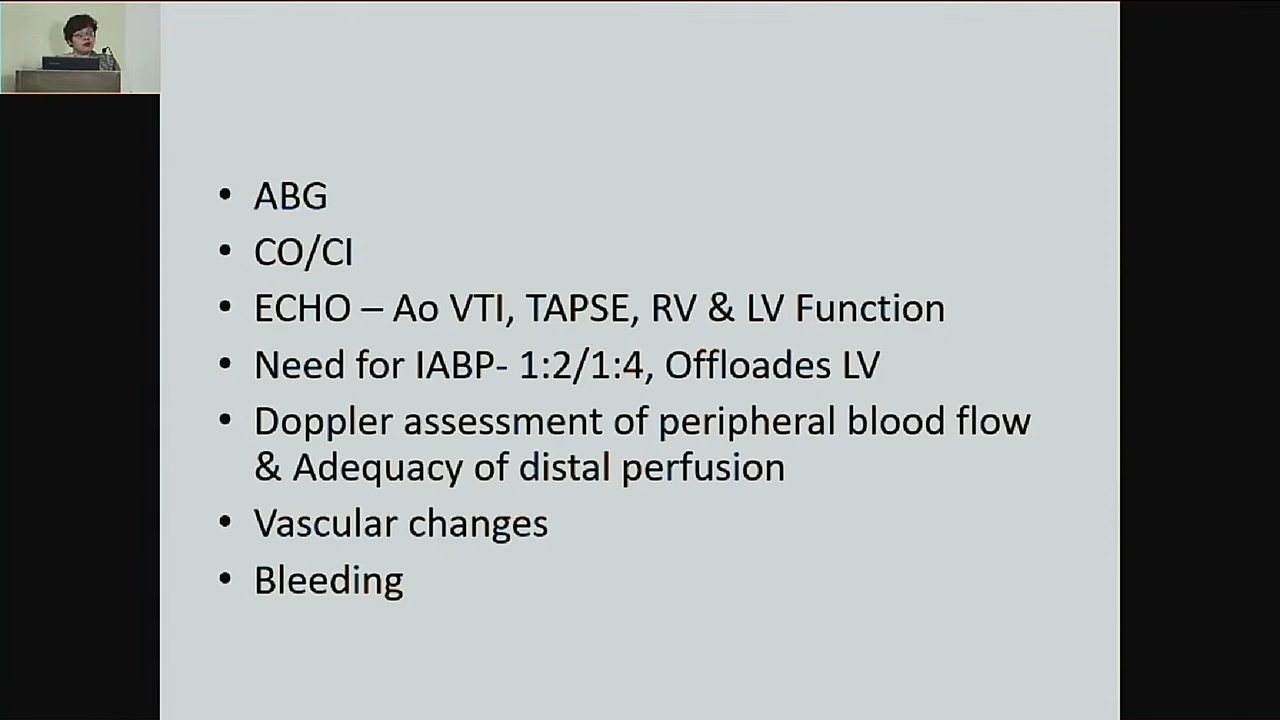 • ABG
• CO/CI
• ECHO – Ao VTI, TAPSE, RV & LV Function
• Need for IABP- 1:2/1:4, Offloades LV
• Doppler assessment of peripheral blood flow
& Adequacy of distal perfusion
• Vascular changes
• Bleeding